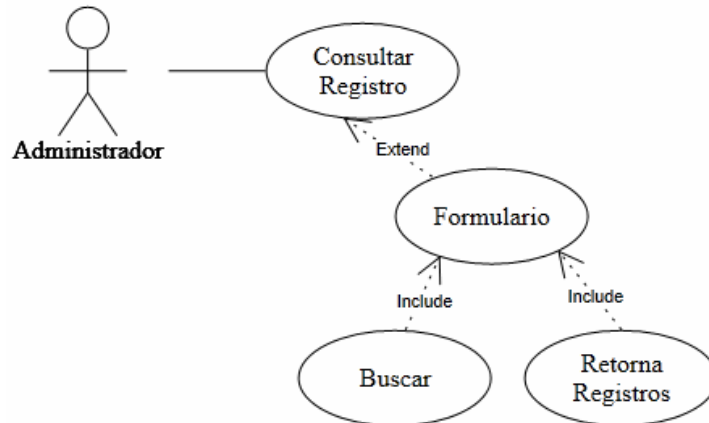 Consultar
Registro
Administrador
Extend
Formulario
Include
Include
Buscar
Retorna
Registros